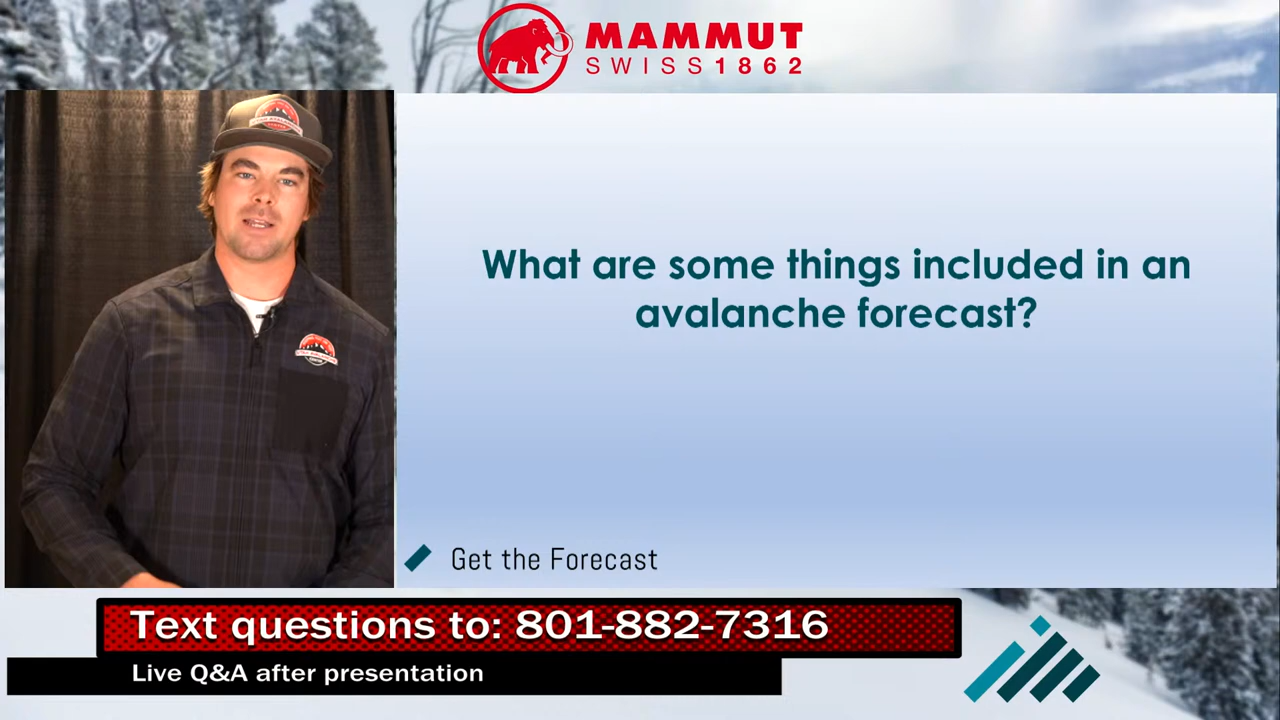 MAMMUT
SWISS 1862
What are some things included in an
avalanche forecast?
Get the Forecast
Text questions to: 801-882-7316
Live Q&A after presentation